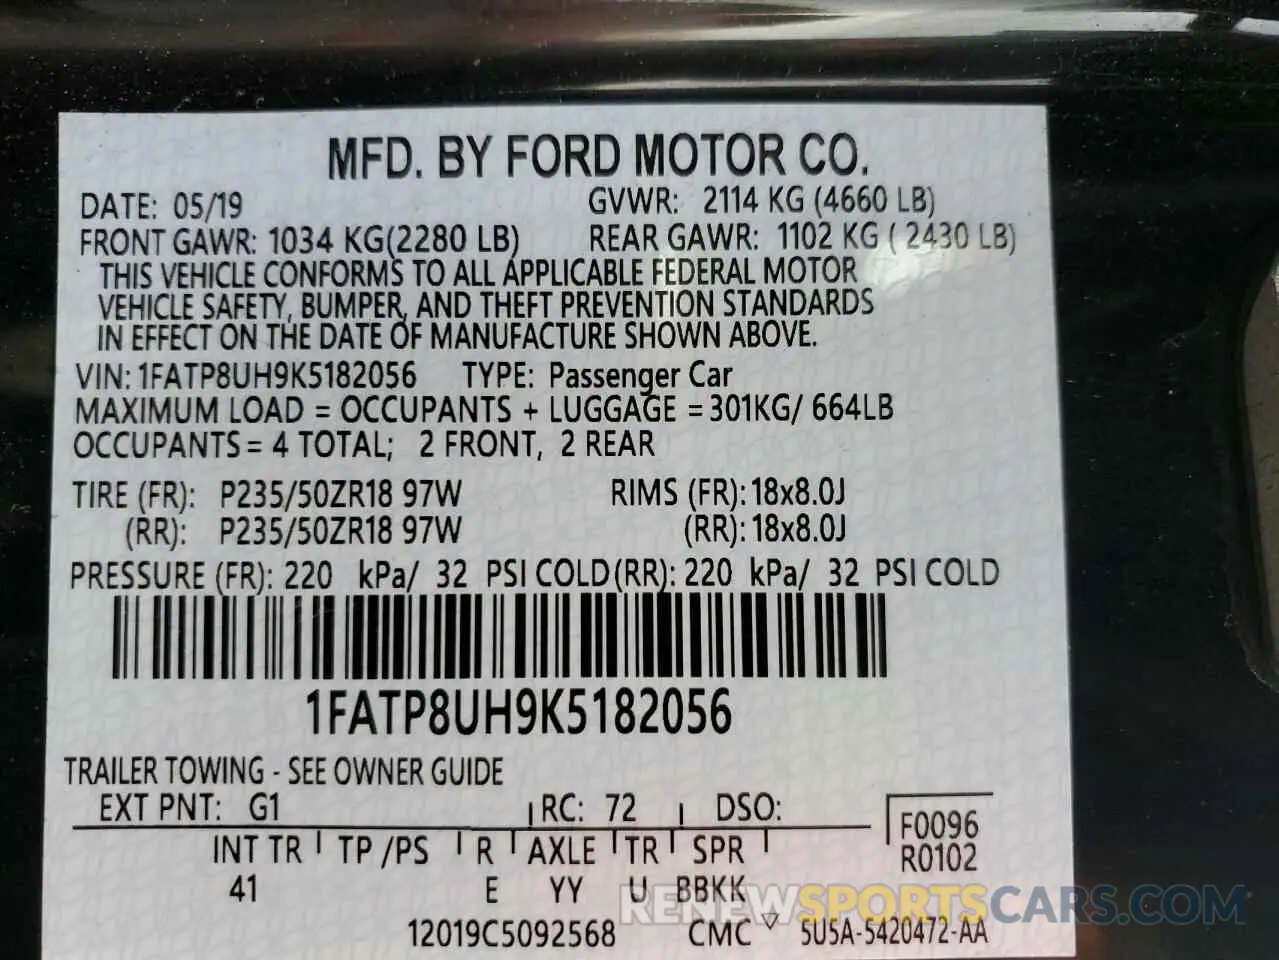 MFD. BY FORD MOTOR CO.
DATE: 05/19 GVWR: 2114 KG (4660 LB)
FRONT GAWR: 1034 KG(2280 LB) REAR GAWR: 1102 KG ( 2430 LB)
THIS VEHICLE CONFORMS TO ALL APPLICABLE FEDERAL MOTOR
VEHICLE SAFETY, BUMPER, AND THEFT PREVENTION STANDARDS
IN EFFECT ON THE DATE OF MANUFACTURE SHOWN ABOVE.
VIN: 1FATP8UH9K5182056 TYPE: Passenger Car
MAXIMUM LOAD = OCCUPANTS + LUGGAGE = 301KG/ 664LB
OCCUPANTS = 4 TOTAL; 2 FRONT, 2 REAR
TIRE (FR): P235/50ZR18 97W RIMS (FR): 18x8.0J
(RR): P235/50ZR18 97W (RR): 18x8.0J
PRESSURE (FR): 220 kPa/ 32 PSI COLD(RR): 220 kPa/ 32 PSI COLD
1FATP8UH9K5182056
TRAILER TOWING - SEE OWNER GUIDE
EXT PNT: G1 RC: 72 DSO:
F0096
R0102
INT TR TP /PS R AXLE TR SPR
41 E YY U BBKK
RENEWSPORTSCARS.COM
12019C5092568 CMC 5U5A-5420472-AA